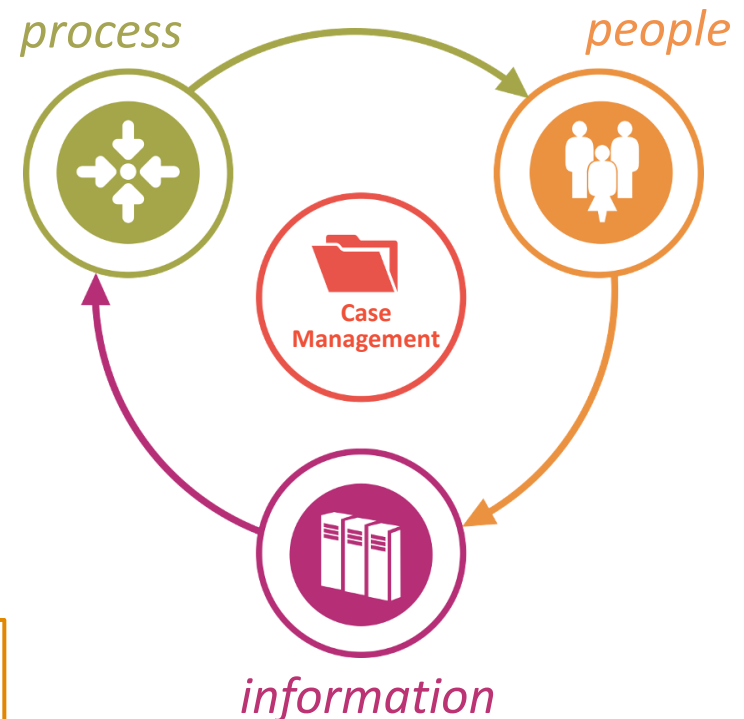 process
people
Case
Management
information